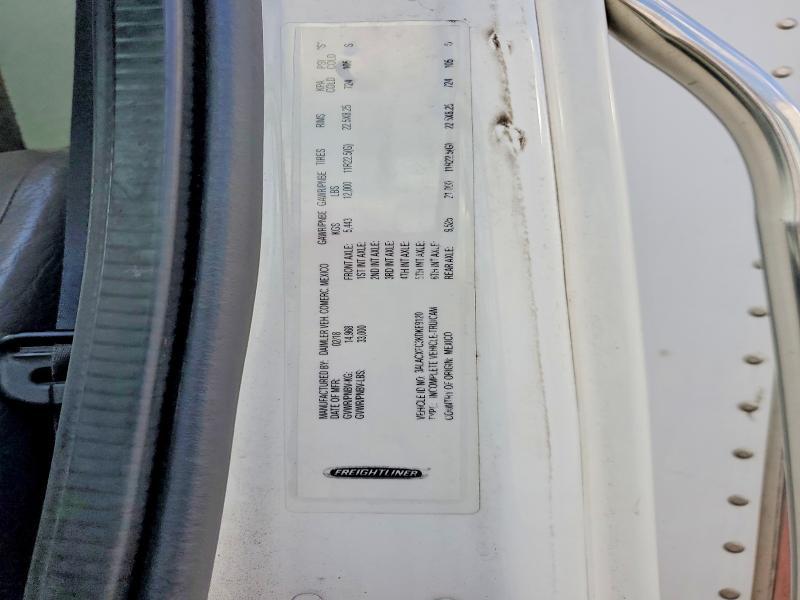 FREIGHTLINER
MANUFACTURED BY: DAIMLER VEH. COMERC. MEXICO
DATE OF MFR: 02/18
GVWR/PNBV-KG: 14,968
GVWR/PNBV-LBS: 33,000
GAWR/PNBE KGS GAWR/PNBE LBS TIRES RIMS KPA COLD PSI COLD "S"
FRONT AXLE: 5,443 12,000 11R22.5(G) 22.5X8.25 724 105 S
1ST INT AXLE:
2ND INT AXLE:
3RD INT AXLE:
4TH INT AXLE:
5TH INT AXLE:
6TH INT AXLE:
REAR AXLE: 9,525 21,000 11R22.5(G) 22.5X8.25 724 105
VEHICLE ID NO:
TYPE: INCOMPLETE VEHICLE-TRUCAM
COUNTRY OF ORIGIN: MEXICO